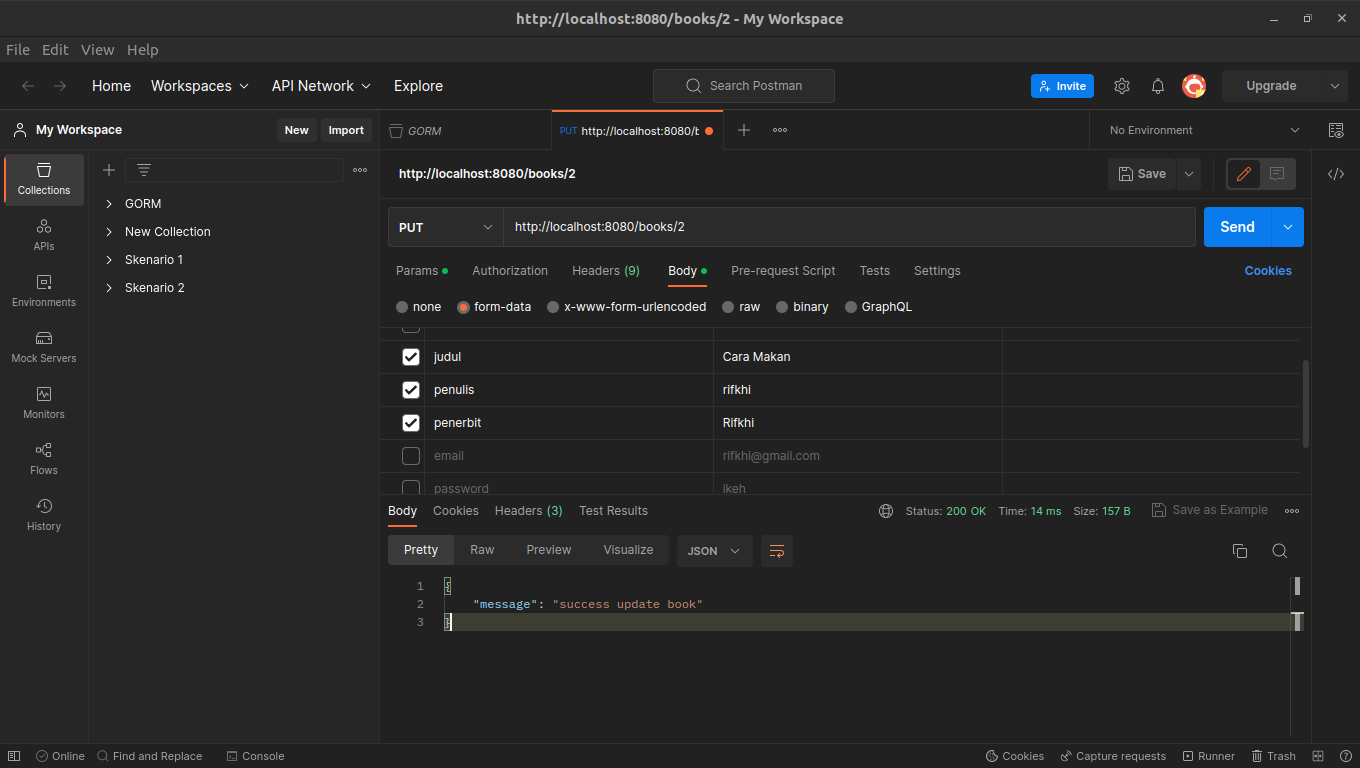 http://localhost:8080/books/2 - My Workspace
File Edit View Help
Home Workspaces API Network Explore Search Postman Invite Upgrade
My Workspace New Import GORM PUT http://localhost:8080/b No Environment
Collections
APIs
Environments
Mock Servers
Monitors
Flows
History
GORM
New Collection
Skenario 1
Skenario 2
http://localhost:8080/books/2 Save
PUT http://localhost:8080/books/2 Send
Params Authorization Headers (9) Body Pre-request Script Tests Settings Cookies
none form-data x-www-form-urlencoded raw binary GraphQL
judul Cara Makan
penulis rifkhi
penerbit Rifkhi
email rifkhi@gmail.com
password ikeh
Body Cookies Headers (3) Test Results Status: 200 OK Time: 14 ms Size: 157 B Save as Example
Pretty Raw Preview Visualize JSON
1 {
2 "message": "success update book"
3 }
Online Find and Replace Console Cookies Capture requests Runner Trash